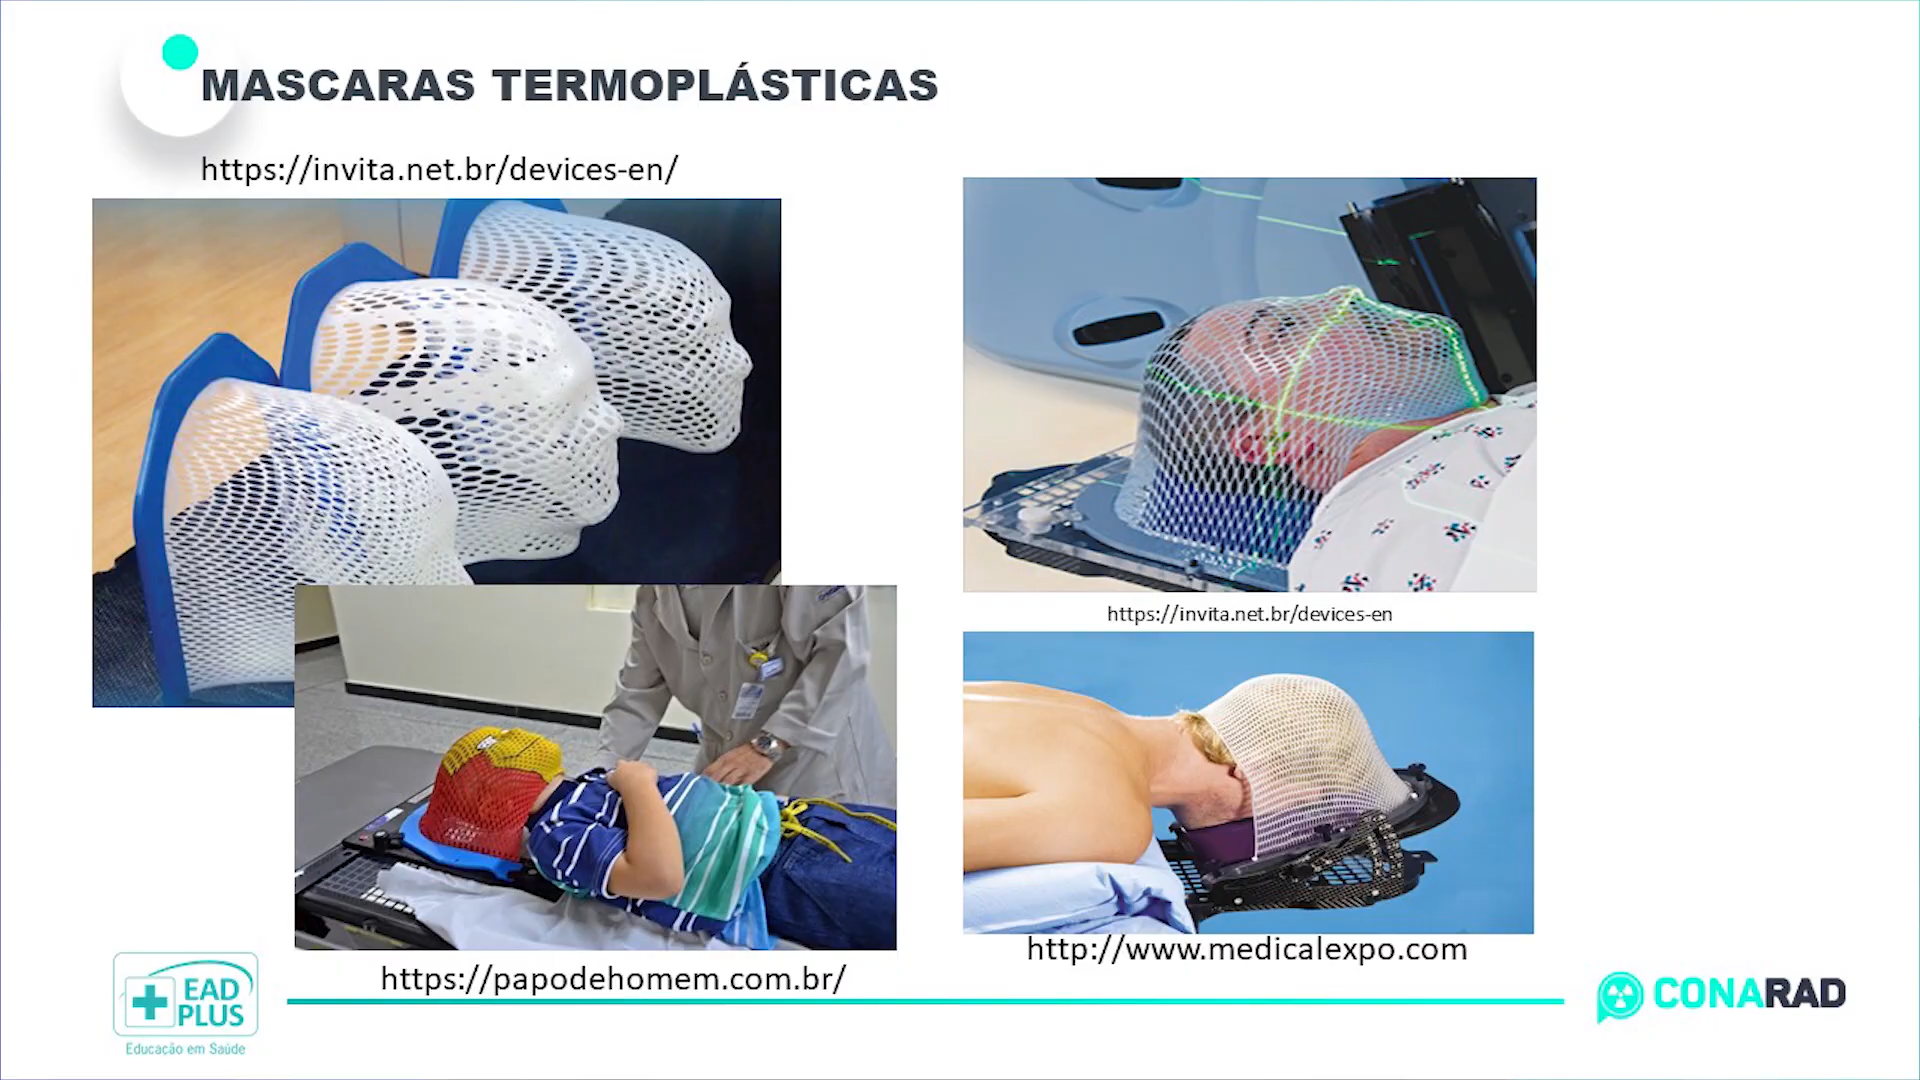 MASCARAS TERMOPLÁSTICAS
https://invita.net.br/devices-en/
https://invita.net.br/devices-en
https://papodehomem.com.br/
http://www.medicalexpo.com
EAD
PLUS
Educação em Saúde
CONARAD